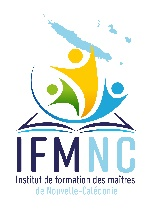 IFMNC
Institut de formation des maîtres
de Nouvelle-Calédonie